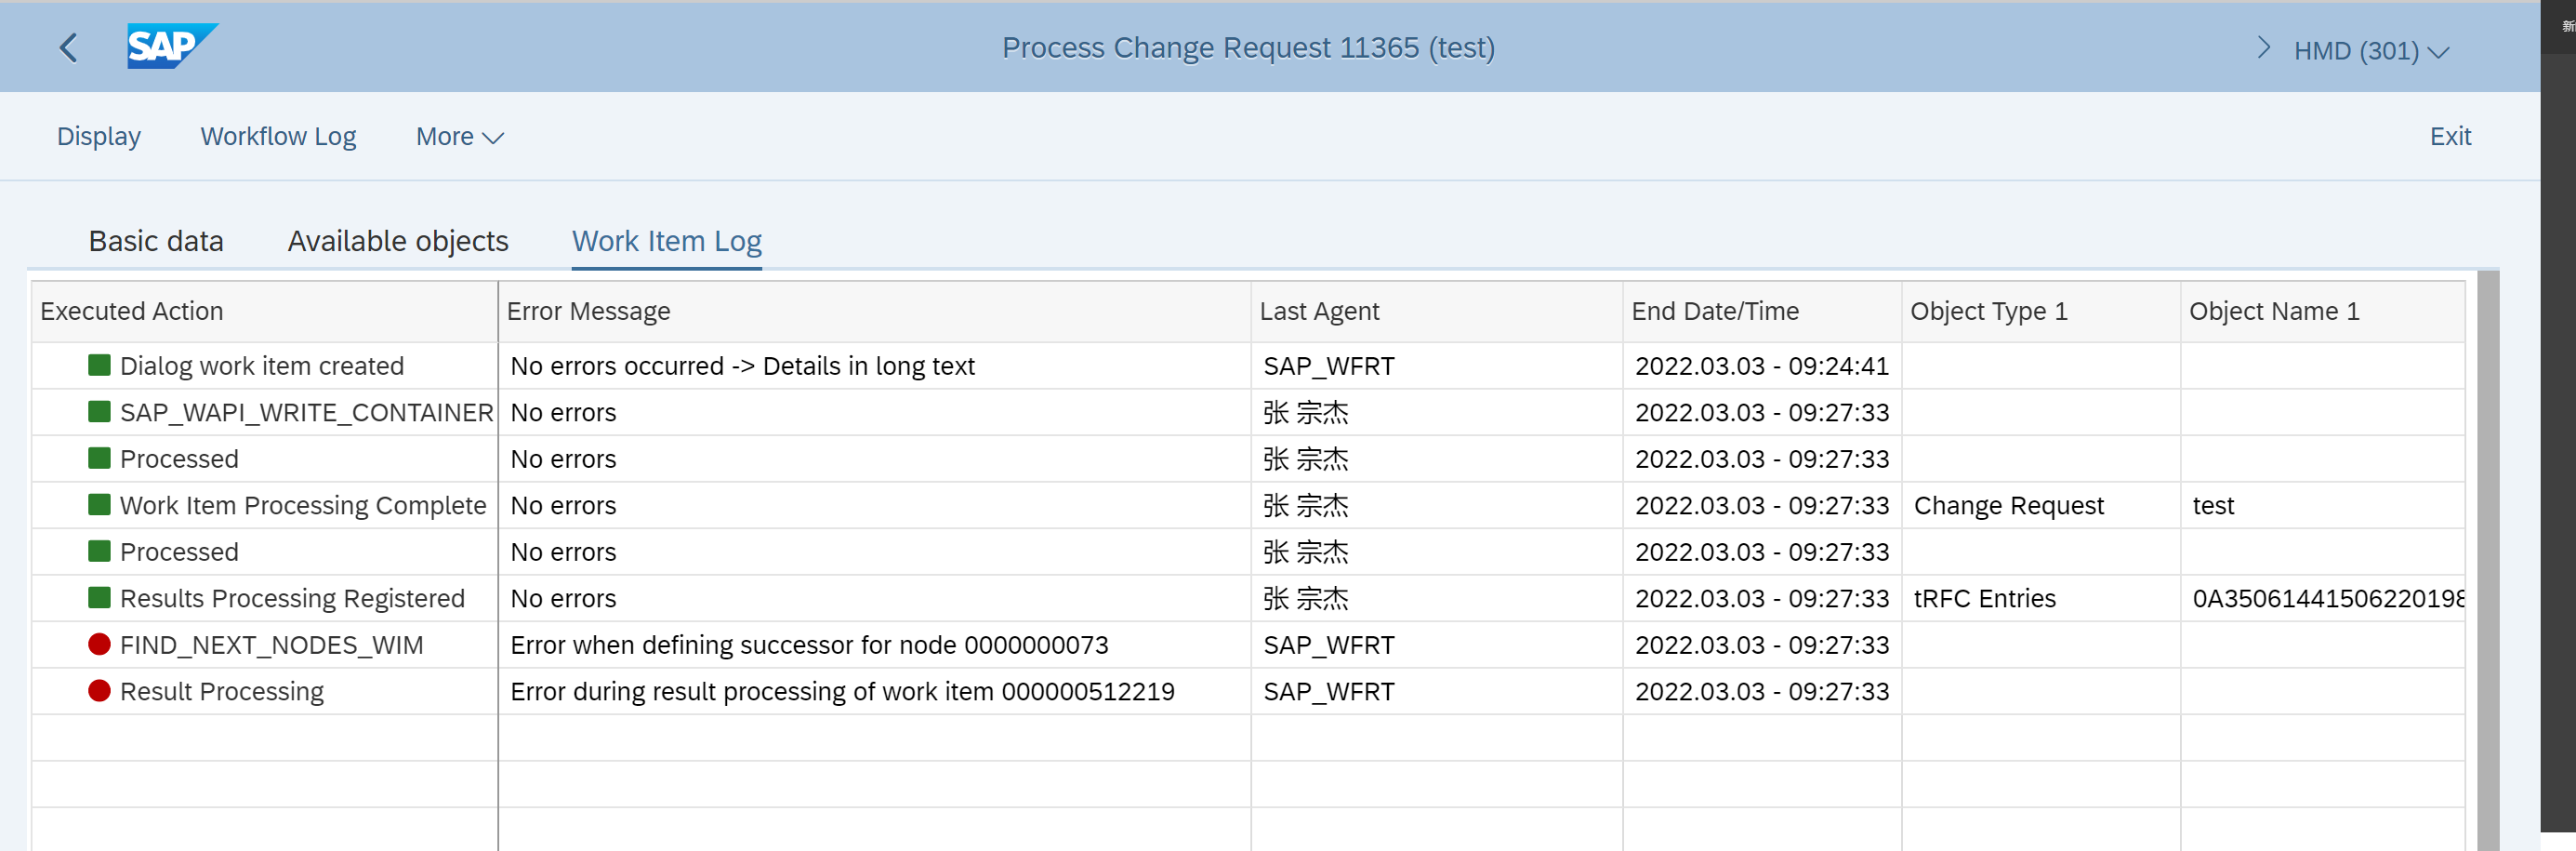 新
SAP Process Change Request 11365 (test) HMD (301)
Display Workflow Log More Exit
Basic data Available objects Work Item Log
Executed Action Error Message Last Agent End Date/Time Object Type 1 Object Name 1
Dialog work item created No errors occurred -> Details in long text SAP_WFRT 2022.03.03 - 09:24:41
SAP_WAPI_WRITE_CONTAINER No errors 张 宗杰 2022.03.03 - 09:27:33
Processed No errors 张 宗杰 2022.03.03 - 09:27:33
Work Item Processing Complete No errors 张 宗杰 2022.03.03 - 09:27:33 Change Request test
Processed No errors 张 宗杰 2022.03.03 - 09:27:33
Results Processing Registered No errors 张 宗杰 2022.03.03 - 09:27:33 tRFC Entries 0A35061441506220198
FIND_NEXT_NODES_WIM Error when defining successor for node 0000000073 SAP_WFRT 2022.03.03 - 09:27:33
Result Processing Error during result processing of work item 000000512219 SAP_WFRT 2022.03.03 - 09:27:33